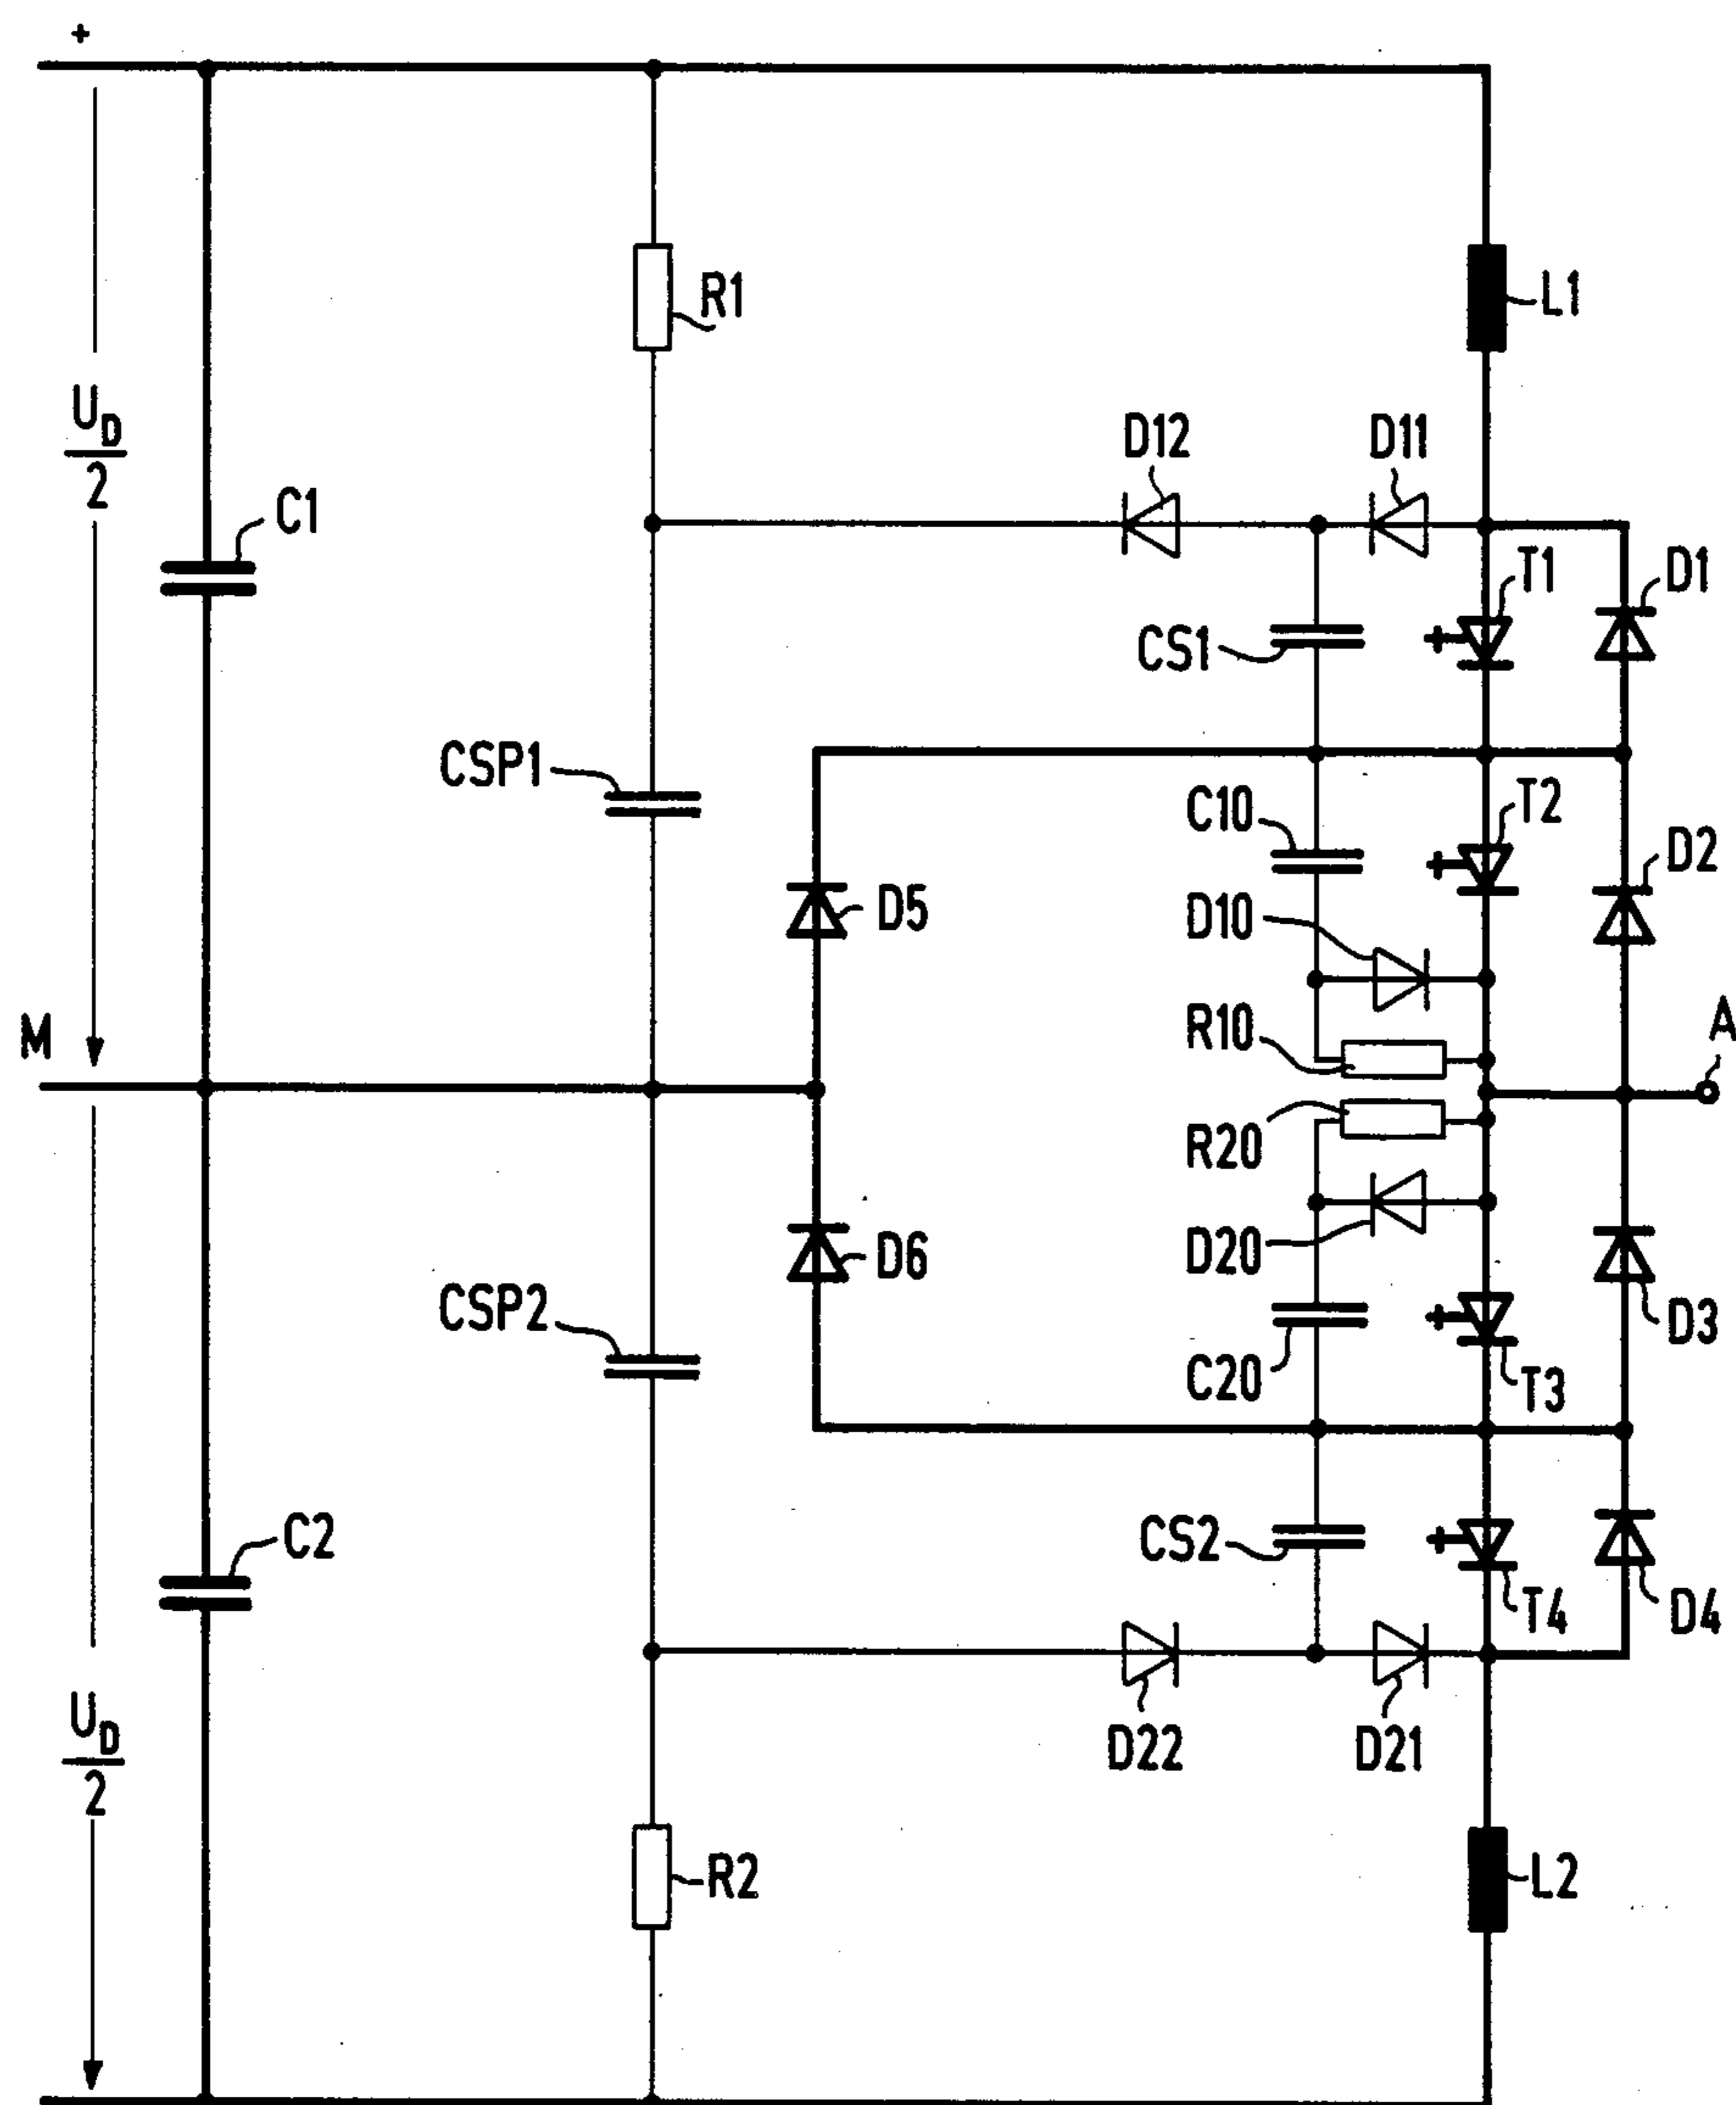 +
R1
L1
U_D
2
D12
D11
C1
T1
D1
CS1
CSP1
C10
T2
D2
D5
D10
M
R10
A
R20
D6
D20
CSP2
D3
C20
T3
C2
CS2
T4
D4
U_D
2
D22
D21
R2
L2